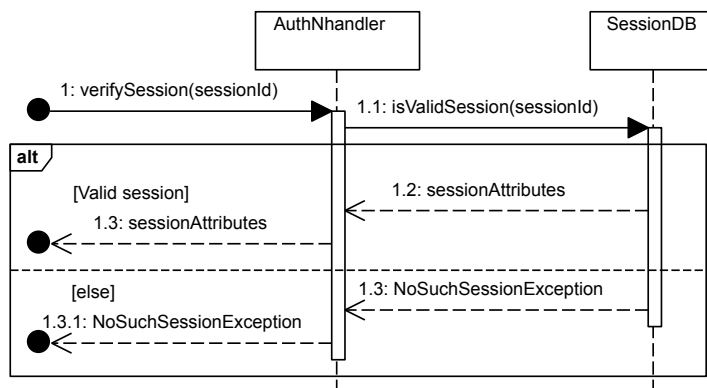 AuthNhandler
SessionDB
1: verifySession(sessionId)
1.1: isValidSession(sessionId)
alt
[Valid session]
1.2: sessionAttributes
1.3: sessionAttributes
[else]
1.3: NoSuchSessionException
1.3.1: NoSuchSessionException